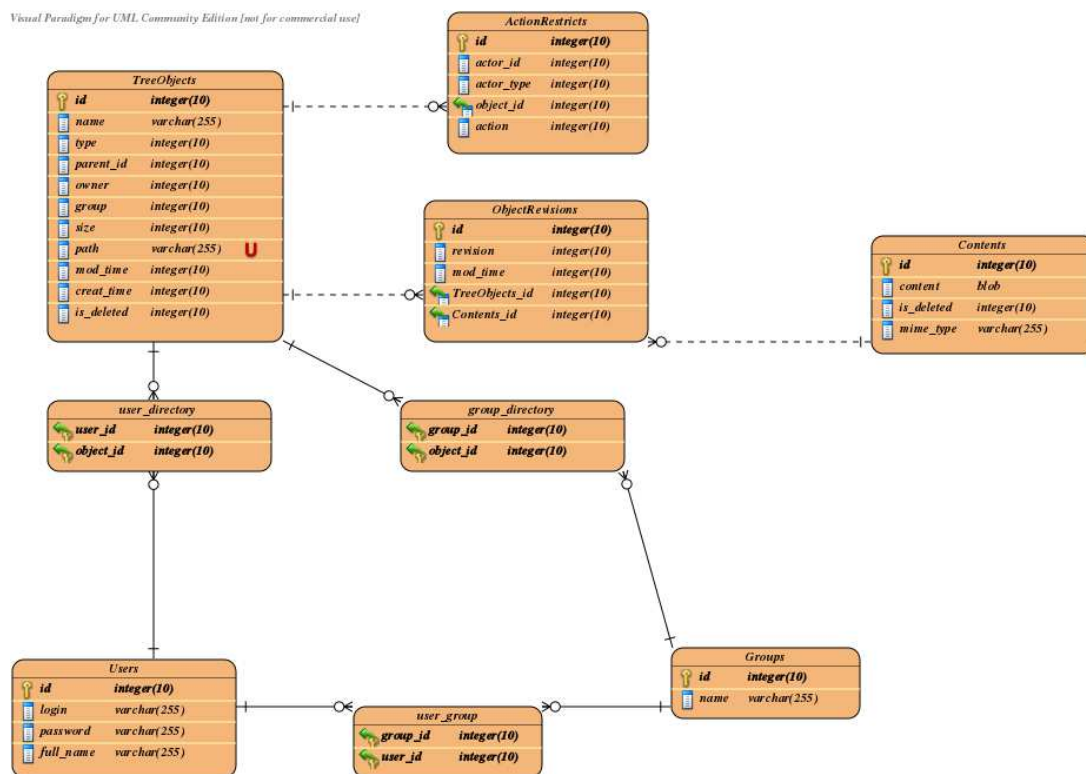 Visual Paradigm for UML Community Edition [not for commercial use]
ActionRestricts
id integer(10)
actor_id integer(10)
actor_type integer(10)
object_id integer(10)
action integer(10)
TreeObjects
id integer(10)
name varchar(255)
type integer(10)
parent_id integer(10)
owner integer(10)
group integer(10)
size integer(10)
path varchar(255) U
mod_time integer(10)
creat_time integer(10)
is_deleted integer(10)
ObjectRevisions
id integer(10)
revision integer(10)
mod_time integer(10)
TreeObjects_id integer(10)
Contents_id integer(10)
Contents
id integer(10)
content blob
is_deleted integer(10)
mime_type varchar(255)
user_directory
user_id integer(10)
object_id integer(10)
group_directory
group_id integer(10)
object_id integer(10)
Users
id integer(10)
login varchar(255)
password varchar(255)
full_name varchar(255)
user_group
group_id integer(10)
user_id integer(10)
Groups
id integer(10)
name varchar(255)